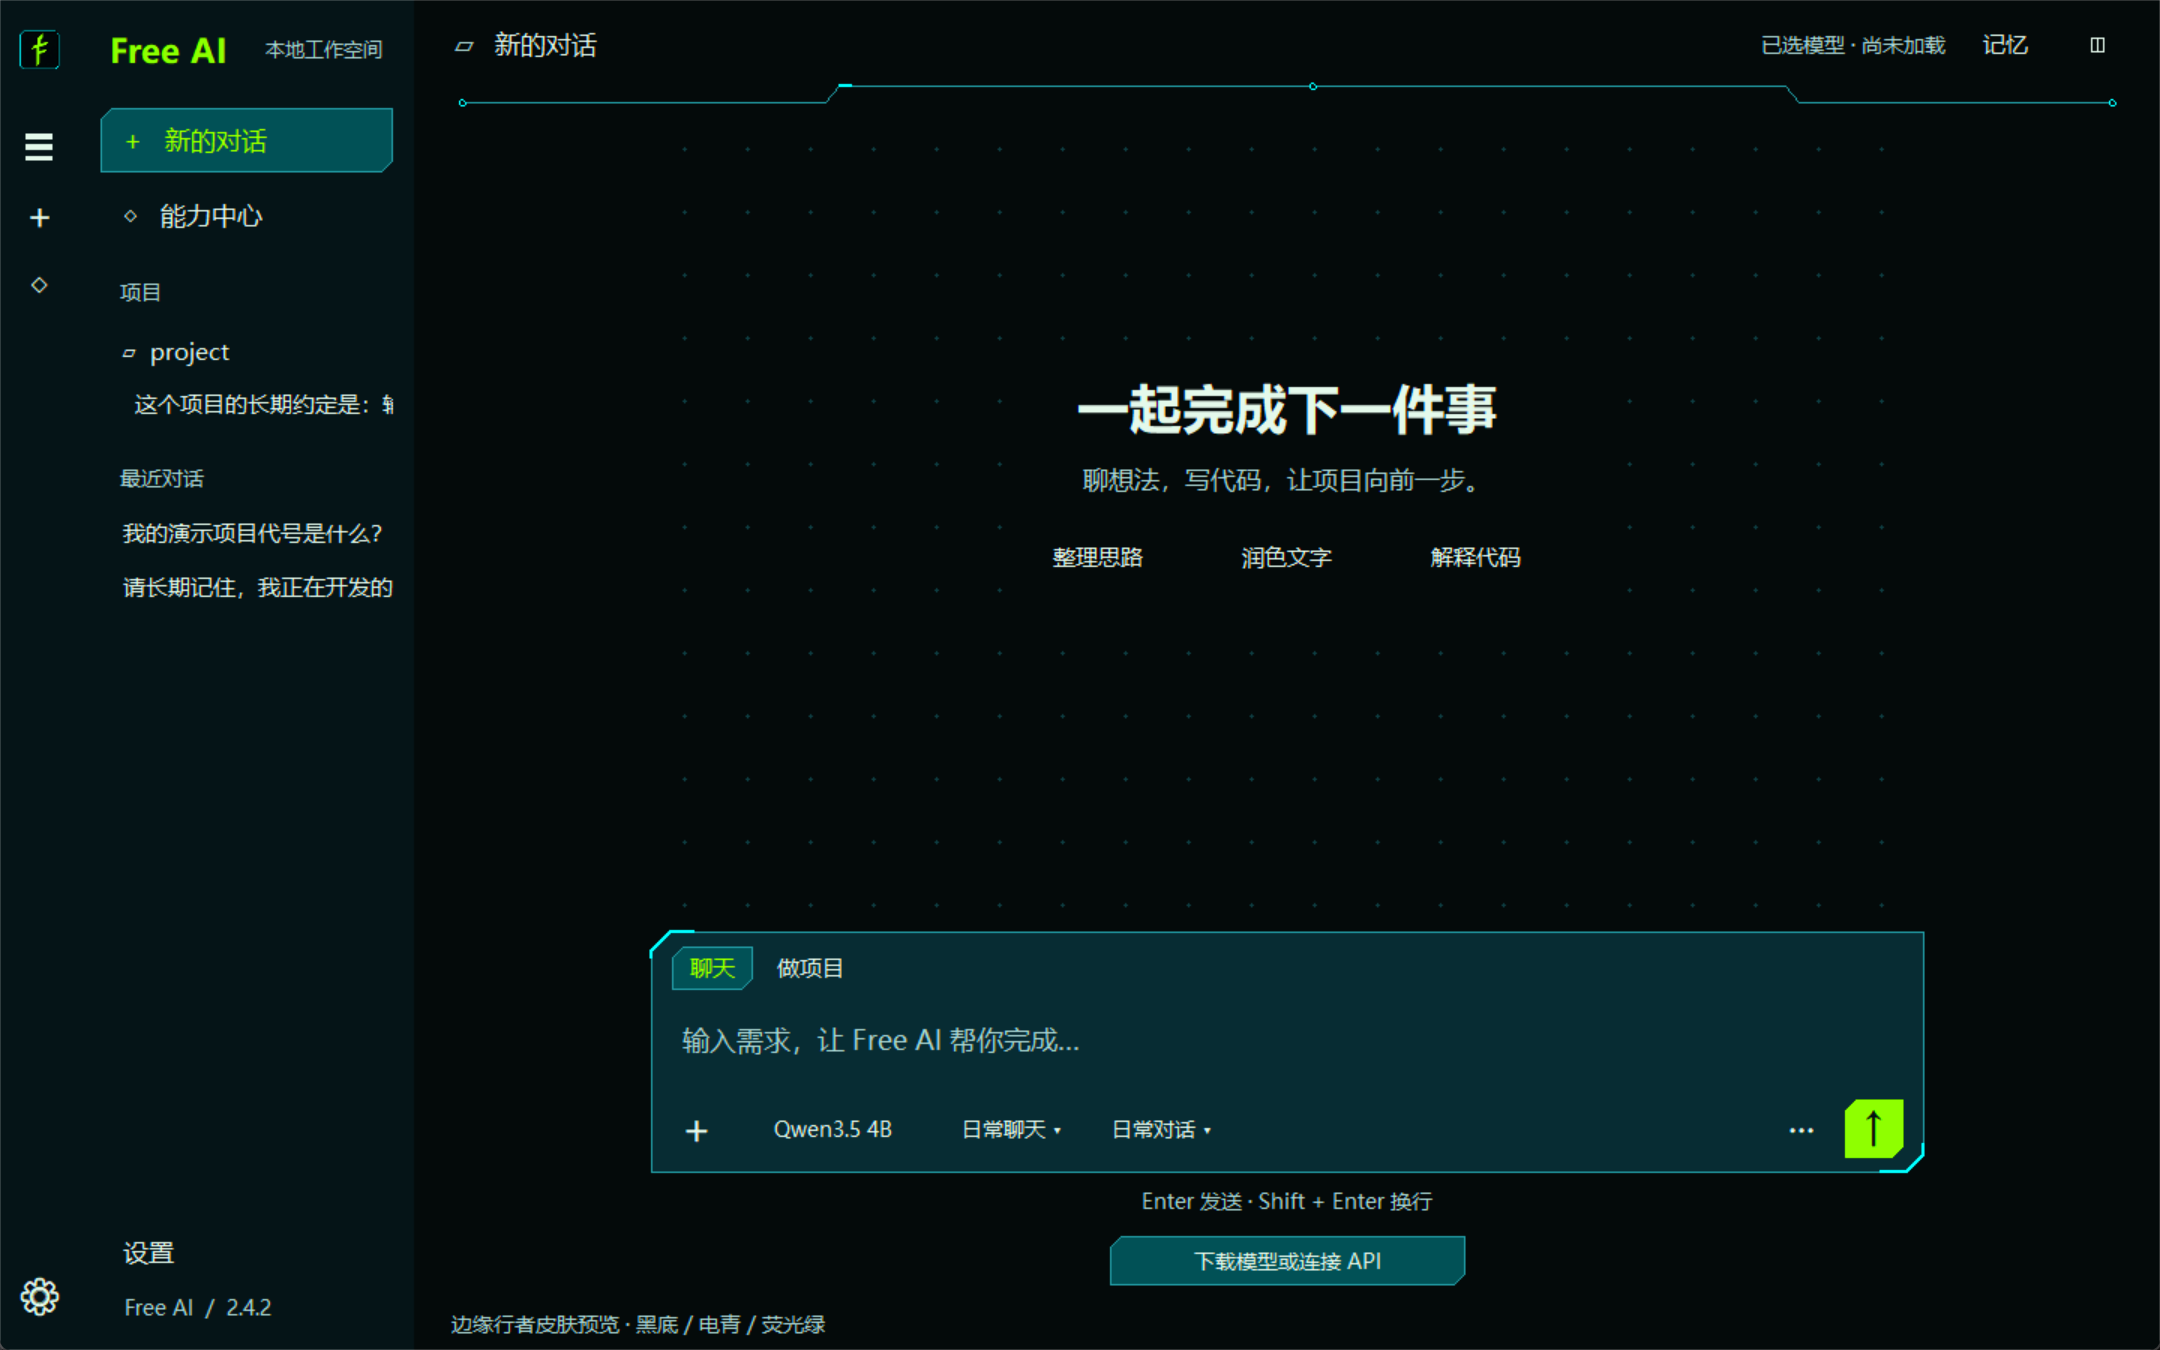 Free AI 本地工作空间
+ 新的对话
◇ 能力中心
项目
project
这个项目的长期约定是：
最近对话
我的演示项目代号是什么？
请长期记住，我正在开发的
设置
Free AI / 2.4.2
新的对话
已选模型 · 尚未加载 记忆
一起完成下一件事
聊想法，写代码，让项目向前一步。
整理思路 润色文字 解释代码
聊天 做项目
输入需求，让 Free AI 帮你完成...
+ Qwen3.5 4B 日常聊天 ▾ 日常对话 ▾ ··· ↑
Enter 发送 · Shift + Enter 换行
下载模型或连接 API
边缘行者皮肤预览 · 黑底 / 电青 / 荧光绿